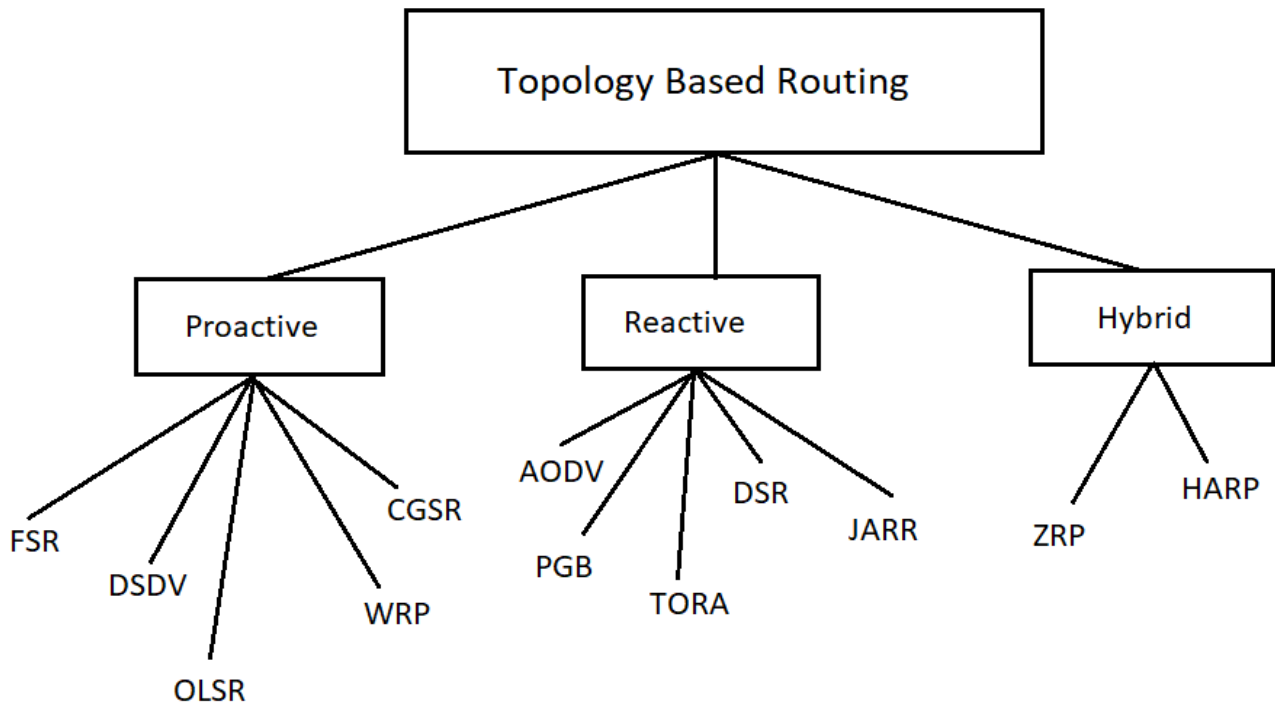 Topology Based Routing
Proactive
Reactive
Hybrid
FSR
DSDV
OLSR
WRP
CGSR
AODV
PGB
TORA
DSR
JARR
ZRP
HARP